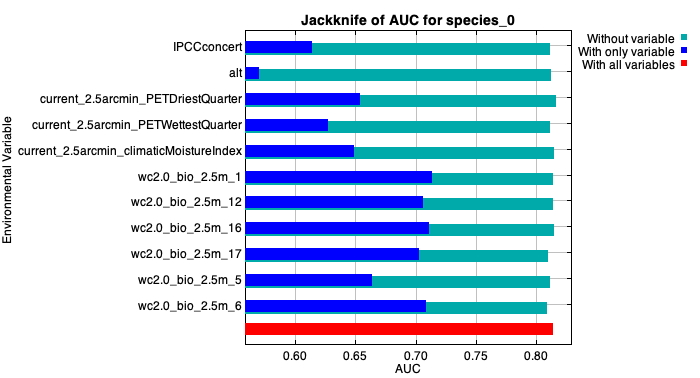 Jackknife of AUC for species_0
Without variable
With only variable
With all variables
Environmental Variable
IPCCconcert
alt
current_2.5arcmin_PETDriestQuarter
current_2.5arcmin_PETWettestQuarter
current_2.5arcmin_climaticMoistureIndex
wc2.0_bio_2.5m_1
wc2.0_bio_2.5m_12
wc2.0_bio_2.5m_16
wc2.0_bio_2.5m_17
wc2.0_bio_2.5m_5
wc2.0_bio_2.5m_6
0.60 0.65 0.70 0.75 0.80
AUC